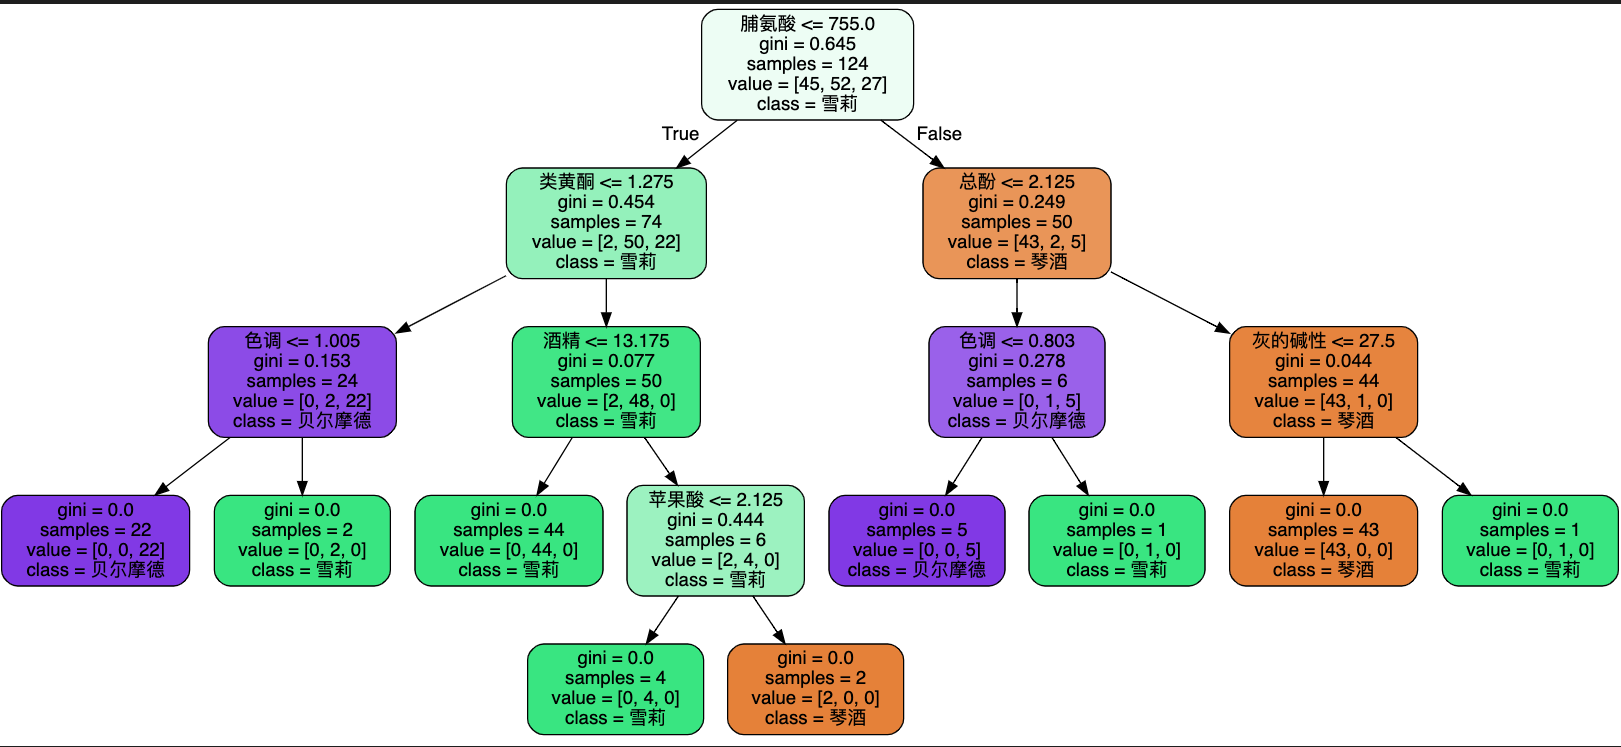 脯氨酸 <= 755.0
gini = 0.645
samples = 124
value = [45, 52, 27]
class = 雪莉
True
False
类黄酮 <= 1.275
gini = 0.454
samples = 74
value = [2, 50, 22]
class = 雪莉
总酚 <= 2.125
gini = 0.249
samples = 50
value = [43, 2, 5]
class = 琴酒
色调 <= 1.005
gini = 0.153
samples = 24
value = [0, 2, 22]
class = 贝尔摩德
酒精 <= 13.175
gini = 0.077
samples = 50
value = [2, 48, 0]
class = 雪莉
色调 <= 0.803
gini = 0.278
samples = 6
value = [0, 1, 5]
class = 贝尔摩德
灰的碱性 <= 27.5
gini = 0.044
samples = 44
value = [43, 1, 0]
class = 琴酒
gini = 0.0
samples = 22
value = [0, 0, 22]
class = 贝尔摩德
gini = 0.0
samples = 2
value = [0, 2, 0]
class = 雪莉
gini = 0.0
samples = 44
value = [0, 44, 0]
class = 雪莉
苹果酸 <= 2.125
gini = 0.444
samples = 6
value = [2, 4, 0]
class = 雪莉
gini = 0.0
samples = 5
value = [0, 0, 5]
class = 贝尔摩德
gini = 0.0
samples = 1
value = [0, 1, 0]
class = 雪莉
gini = 0.0
samples = 43
value = [43, 0, 0]
class = 琴酒
gini = 0.0
samples = 1
value = [0, 1, 0]
class = 雪莉
gini = 0.0
samples = 4
value = [0, 4, 0]
class = 雪莉
gini = 0.0
samples = 2
value = [2, 0, 0]
class = 琴酒